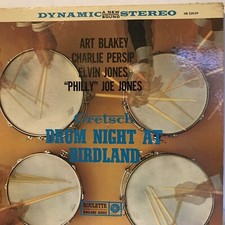 DYNAMIC STEREO
ART BLAKEY
CHARLIE PERSIP
ELVIN JONES
"PHILLY" JOE JONES
Gretsch
DRUM NIGHT AT
BIRDLAND
ROULETTE